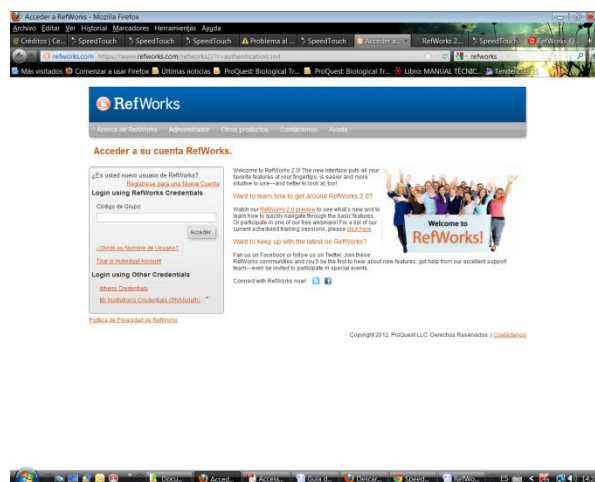 Acceder a RefWorks - Mozilla Firefox
Archivo Editar Ver Historial Marcadores Herramientas Ayuda
Créditos | Ce... SpeedTouch SpeedTouch SpeedTouch Problema al ... SpeedTouch Acceder a... RefWorks 2.... SpeedTouch
refworks.com https://www.refworks.com/refworks2/?r=authentication::init refworks
Más visitados Comenzar a usar Firefox Últimas noticias ProQuest: Biological Tr... ProQuest: Biological Tr... Libro: MANUAL TÉCNIC...
RefWorks
Acerca de RefWorks Administrador Otros productos Contáctenos Ayuda
Acceder a su cuenta RefWorks.
¿Es usted nuevo usuario de RefWorks?
Regístrese para una Nueva Cuenta
Login using RefWorks Credentials
Código de Grupo:
Acceder
¿Olvidó su Nombre de Usuario?
Trial or Individual Account
Login using Other Credentials
Athens Credentials
My Institution's Credentials (Shibboleth)
Política de Privacidad de RefWorks
Welcome to RefWorks 2.0! The new interface puts all your
favorite features at your fingertips, is easier and more
intuitive to use—and better to look at, too!
Want to learn how to get around RefWorks 2.0?
Watch our RefWorks 2.0 preview to see what's new and to
learn how to quickly navigate through the basic features.
Or participate in one of our free webinars! For a list of our
current scheduled training sessions, please click here.
Want to keep up with the latest on RefWorks?
Fan us on Facebook or follow us on Twitter. Join these
RefWorks communities and you'll be the first to hear about new features, get help from our excellent support
team—even be invited to participate in special events.
Connect with RefWorks now!
Welcome to
RefWorks!
Copyright 2012, ProQuest LLC. Derechos Reservados. | Contáctenos
Docu... Acced... Access... Guía d... Descar... Speed... RefWo... ES